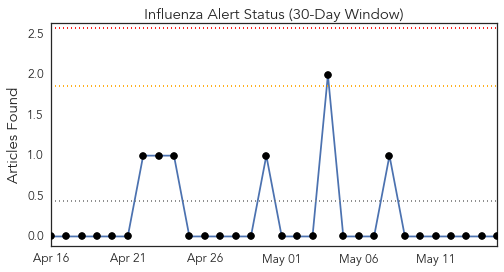 Influenza Alert Status (30-Day Window)
Articles Found
2.5
2.0
1.5
1.0
0.5
0.0
Apr 16 Apr 21 Apr 26 May 01 May 06 May 11